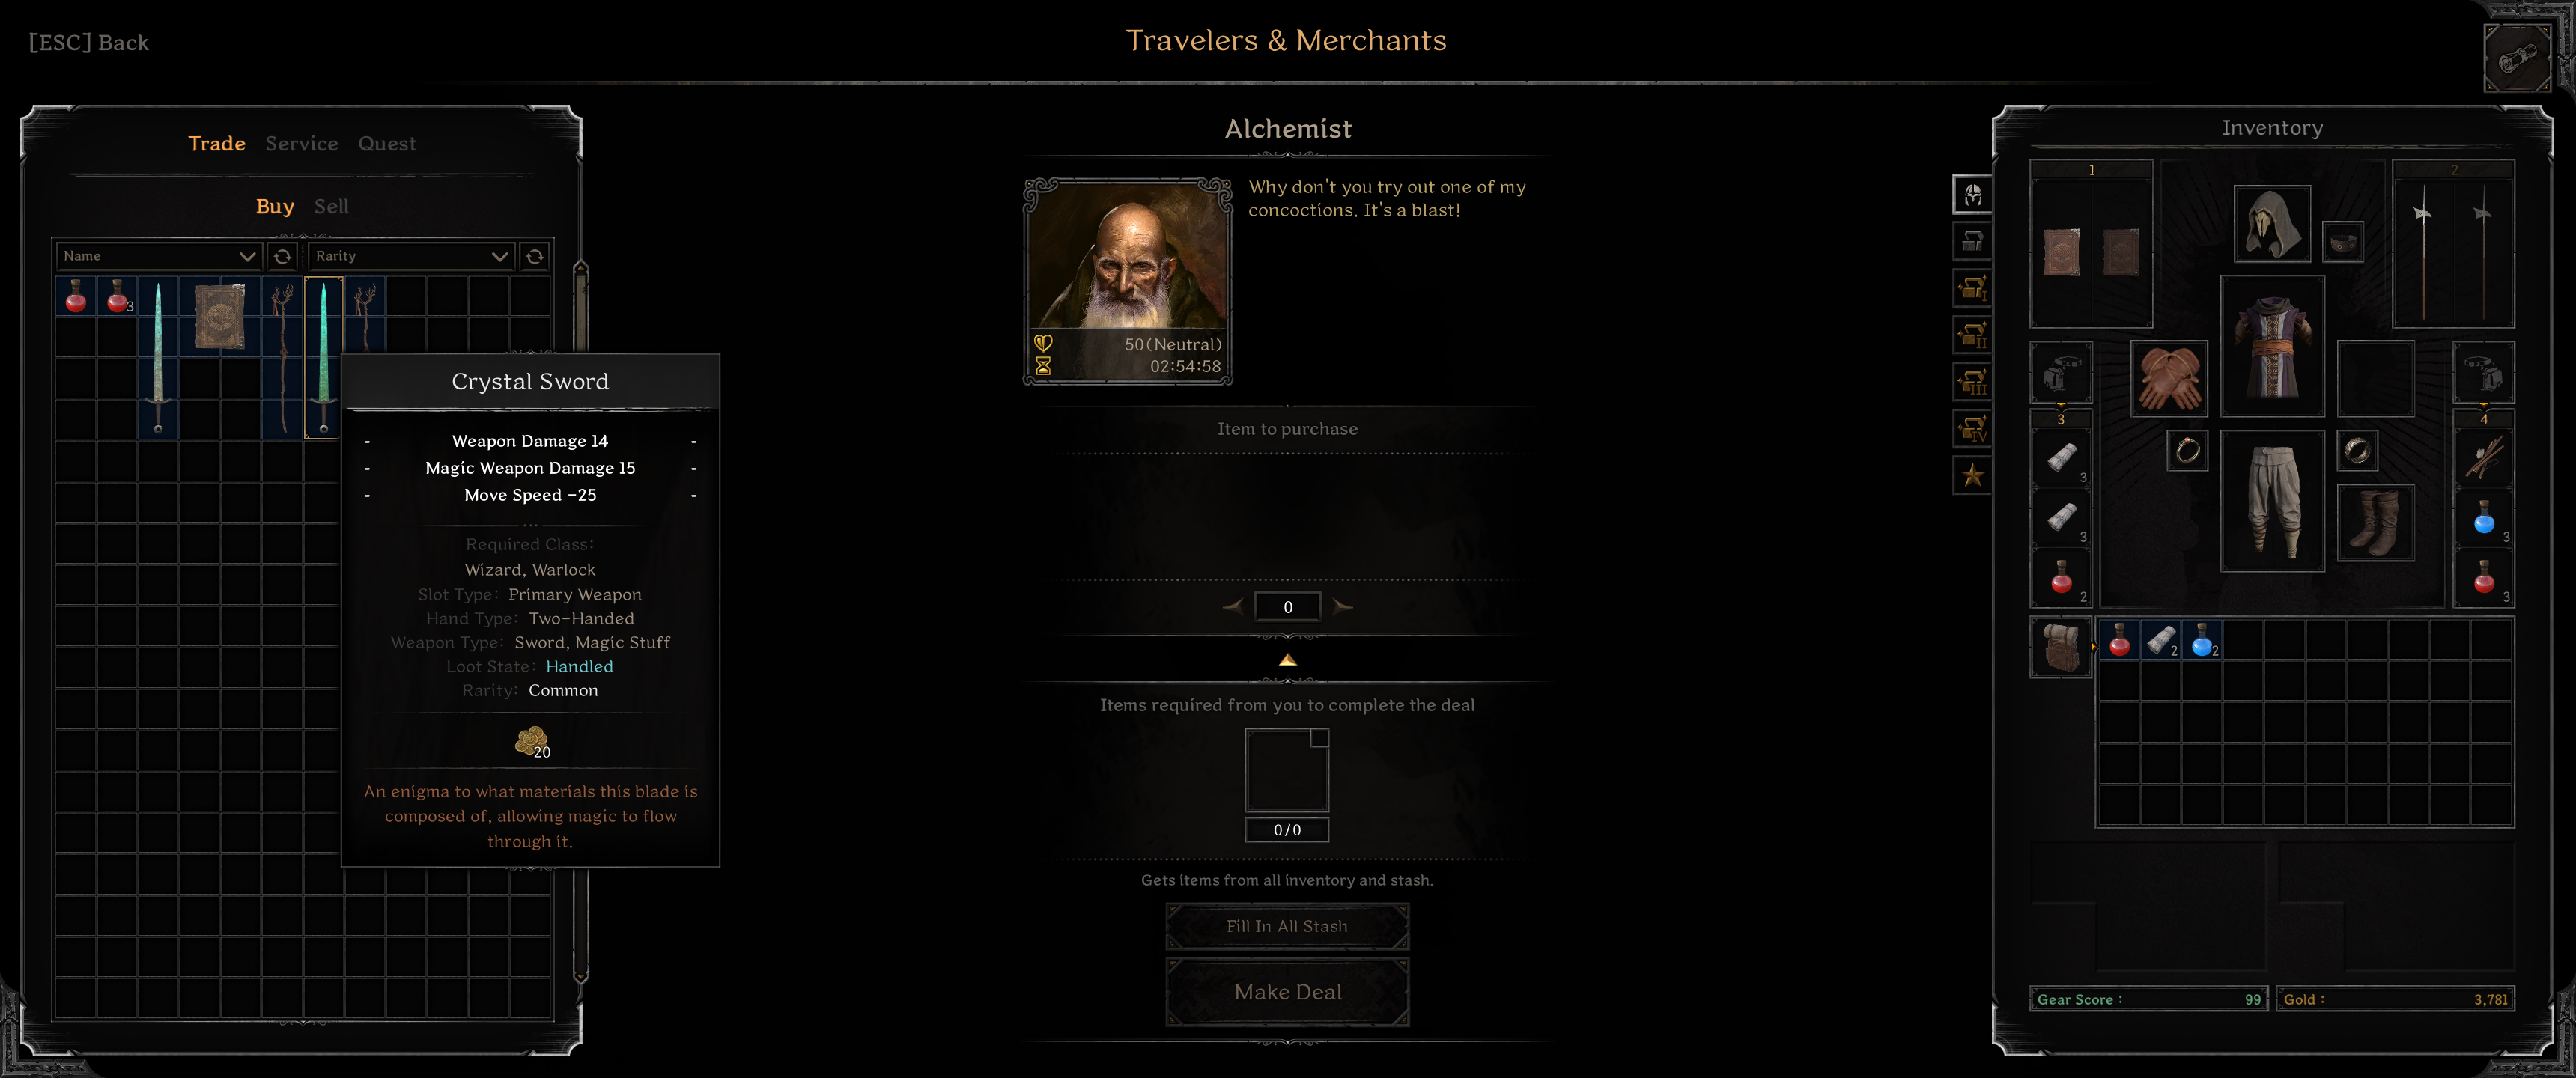 [ESC] Back
Travelers & Merchants
Trade Service Quest
Buy Sell
Name
Rarity
3
Crystal Sword
- Weapon Damage 14 -
- Magic Weapon Damage 15 -
- Move Speed -25 -
Required Class:
Wizard, Warlock
Slot Type: Primary Weapon
Hand Type: Two-Handed
Weapon Type: Sword, Magic Stuff
Loot State: Handled
Rarity: Common
20
An enigma to what materials this blade is
composed of, allowing magic to flow
through it.
Alchemist
Why don't you try out one of my
concoctions. It's a blast!
50(Neutral)
02:54:58
Item to purchase
0
Items required from you to complete the deal
0/0
Gets items from all inventory and stash.
Fill In All Stash
Make Deal
I
II
III
IV
Inventory
1
2
3
4
3
3
2
3
3
2
2
Gear Score : 99
Gold : 3,781